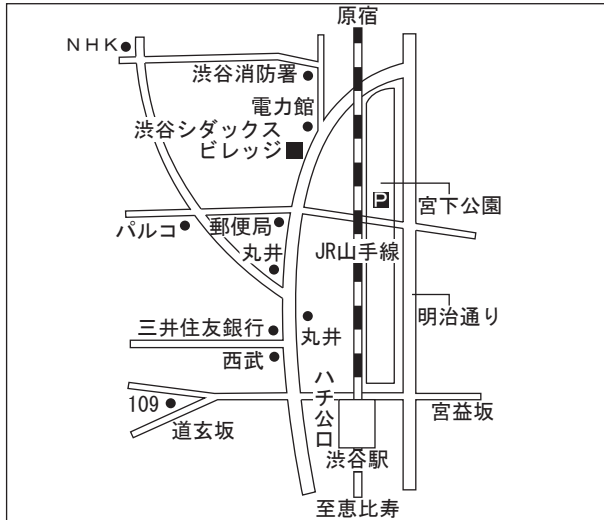 原宿
ＮＨＫ
渋谷消防署
電力館
渋谷シダックス
ビレッジ
P
宮下公園
パルコ
郵便局
丸井
JR山手線
明治通り
三井住友銀行
丸井
西武
ハチ公口
109
宮益坂
道玄坂
渋谷駅
至恵比寿